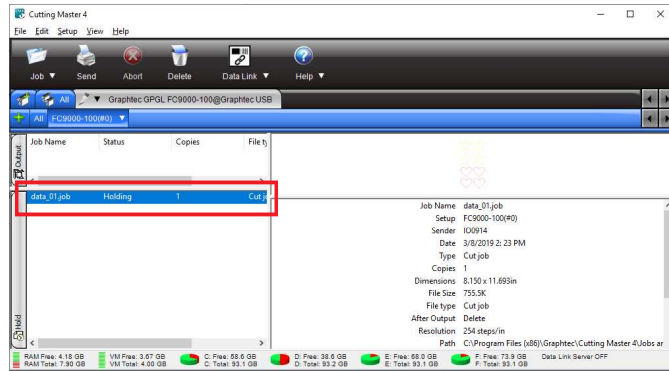 Cutting Master 4
File Edit Setup View Help
Job Send Abort Delete Data Link Help
All Graphtec GPGL FC9000-100@Graphtec USB
All FC9000-100(#0)
Output
Job Name Status Copies File ty
Hold
data_01.job Holding 1 Cut j
Job Name data_01.job
Setup FC9000-100(#0)
Sender IO0914
Date 3/8/2019 2: 23 PM
Type Cut job
Copies 1
Dimensions 8.150 x 11.693in
File Size 755.5K
File type Cut job
After Output Delete
Resolution 254 steps/in
Path C:\Program Files (x86)\Graphtec\Cutting Master 4\Jobs ar
RAM Free: 4.18 GB VM Free: 3.67 GB C: Free: 58.6 GB D: Free: 38.6 GB E: Free: 68.0 GB F: Free: 73.9 GB Data Link Server OFF
RAM Total: 7.90 GB VM Total: 4.00 GB C: Total: 93.1 GB D: Total: 93.2 GB E: Total: 93.1 GB F: Total: 93.1 GB